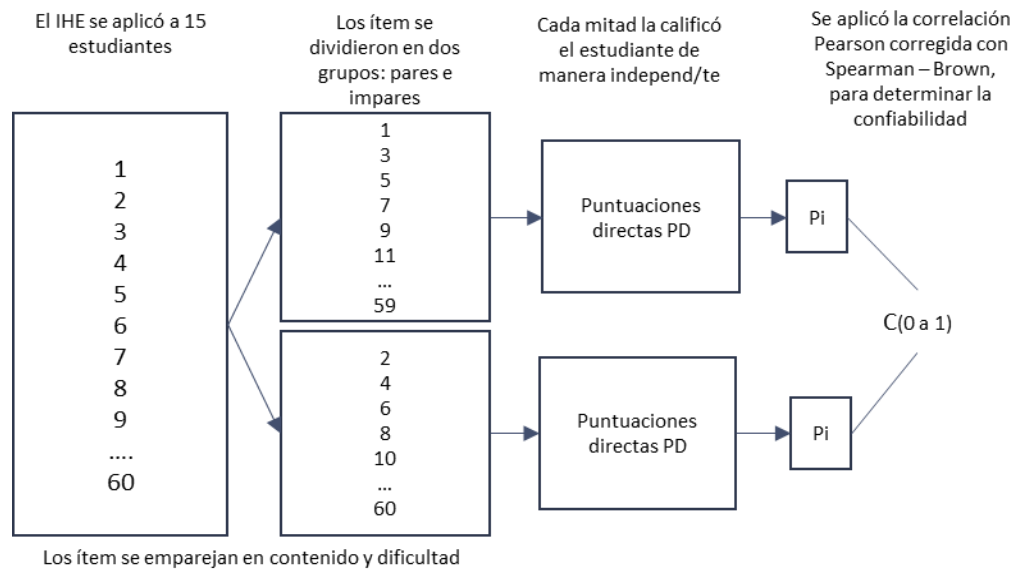 El IHE se aplicó a 15
estudiantes
Los ítem se
dividieron en dos
grupos: pares e
impares
Cada mitad la calificó
el estudiante de
manera independ/te
Se aplicó la correlación
Pearson corregida con
Spearman – Brown,
para determinar la
confiabilidad
1
2
3
4
5
6
7
8
9
....
60
1
3
5
7
9
11
...
59
2
4
6
8
10
...
60
Puntuaciones
directas PD
Puntuaciones
directas PD
Pi
Pi
C(0 a 1)
Los ítem se emparejan en contenido y dificultad